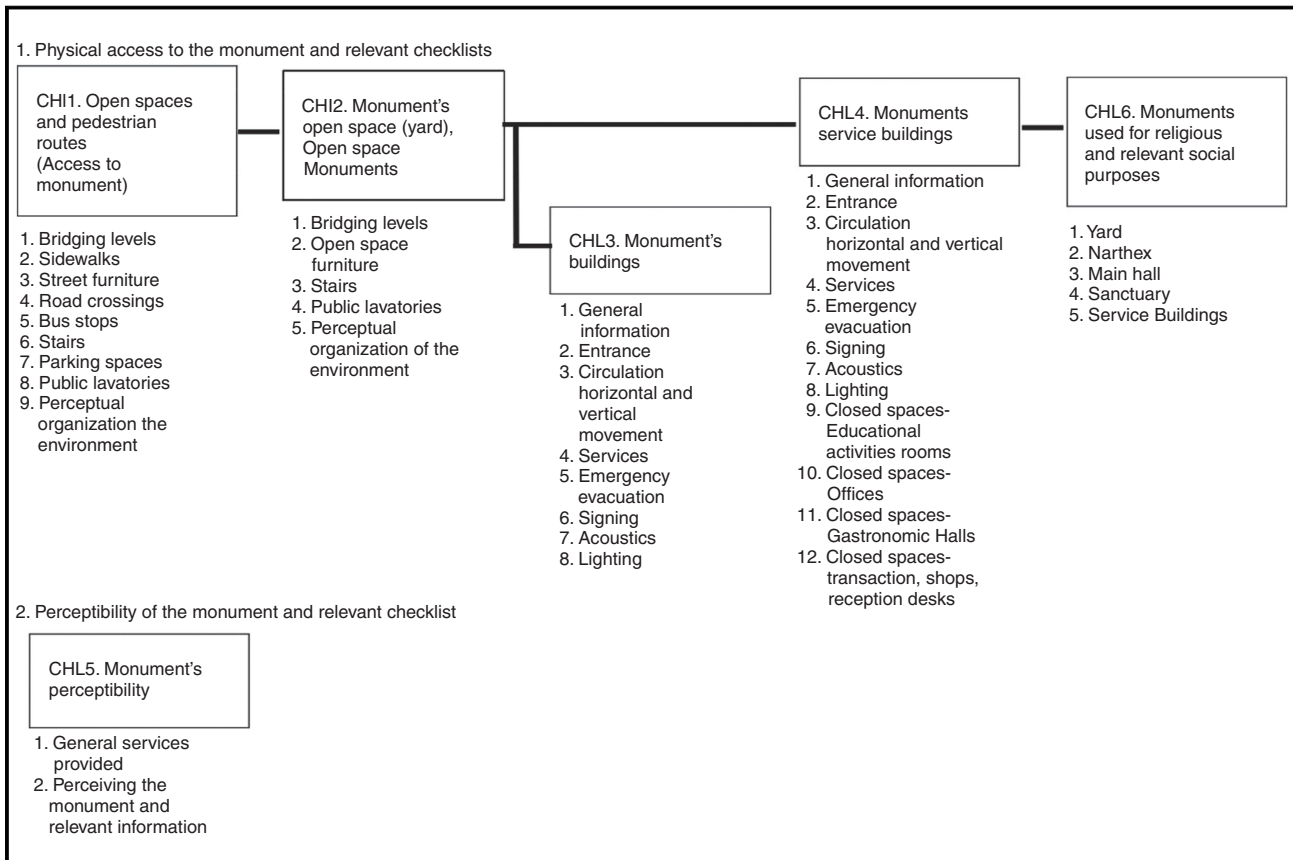 1. Physical access to the monument and relevant checklists
CHI1. Open spaces
and pedestrian
routes
(Access to
monument)
1. Bridging levels
2. Sidewalks
3. Street furniture
4. Road crossings
5. Bus stops
6. Stairs
7. Parking spaces
8. Public lavatories
9. Perceptual
organization the
environment
CHI2. Monument's
open space (yard),
Open space
Monuments
1. Bridging levels
2. Open space
furniture
3. Stairs
4. Public lavatories
5. Perceptual
organization of the
environment
CHL3. Monument's
buildings
1. General
information
2. Entrance
3. Circulation
horizontal and
vertical
movement
4. Services
5. Emergency
evacuation
6. Signing
7. Acoustics
8. Lighting
CHL4. Monuments
service buildings
1. General information
2. Entrance
3. Circulation
horizontal and vertical
movement
4. Services
5. Emergency
evacuation
6. Signing
7. Acoustics
8. Lighting
9. Closed spaces-
Educational
activities rooms
10. Closed spaces-
Offices
11. Closed spaces-
Gastronomic Halls
12. Closed spaces-
transaction, shops,
reception desks
CHL6. Monuments
used for religious
and relevant social
purposes
1. Yard
2. Narthex
3. Main hall
4. Sanctuary
5. Service Buildings
2. Perceptibility of the monument and relevant checklist
CHL5. Monument's
perceptibility
1. General services
provided
2. Perceiving the
monument and
relevant information